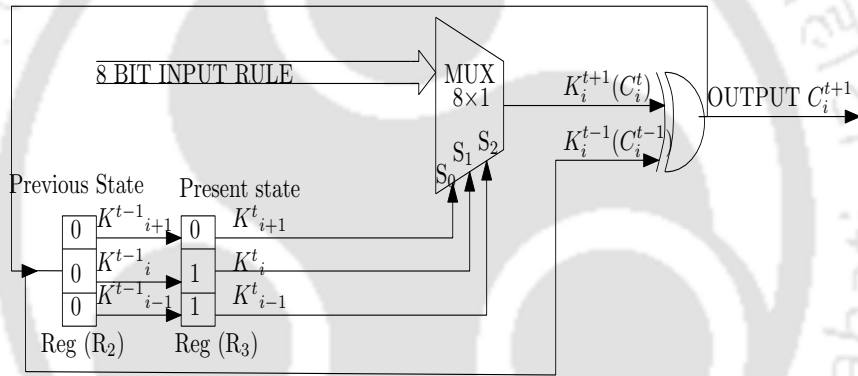 8 BIT INPUT RULE
MUX
8×1
S₀
S₁
S₂
K_i^{t+1}(C_i^t)
K_i^{t-1}(C_i^{t-1})
OUTPUT C_i^{t+1}
Previous State
Present state
0
K^{t-1}_{i+1}
0
K^t_{i+1}
0
K^{t-1}_i
1
K^t_i
0
K^{t-1}_{i-1}
1
K^t_{i-1}
Reg (R₂)
Reg (R₃)